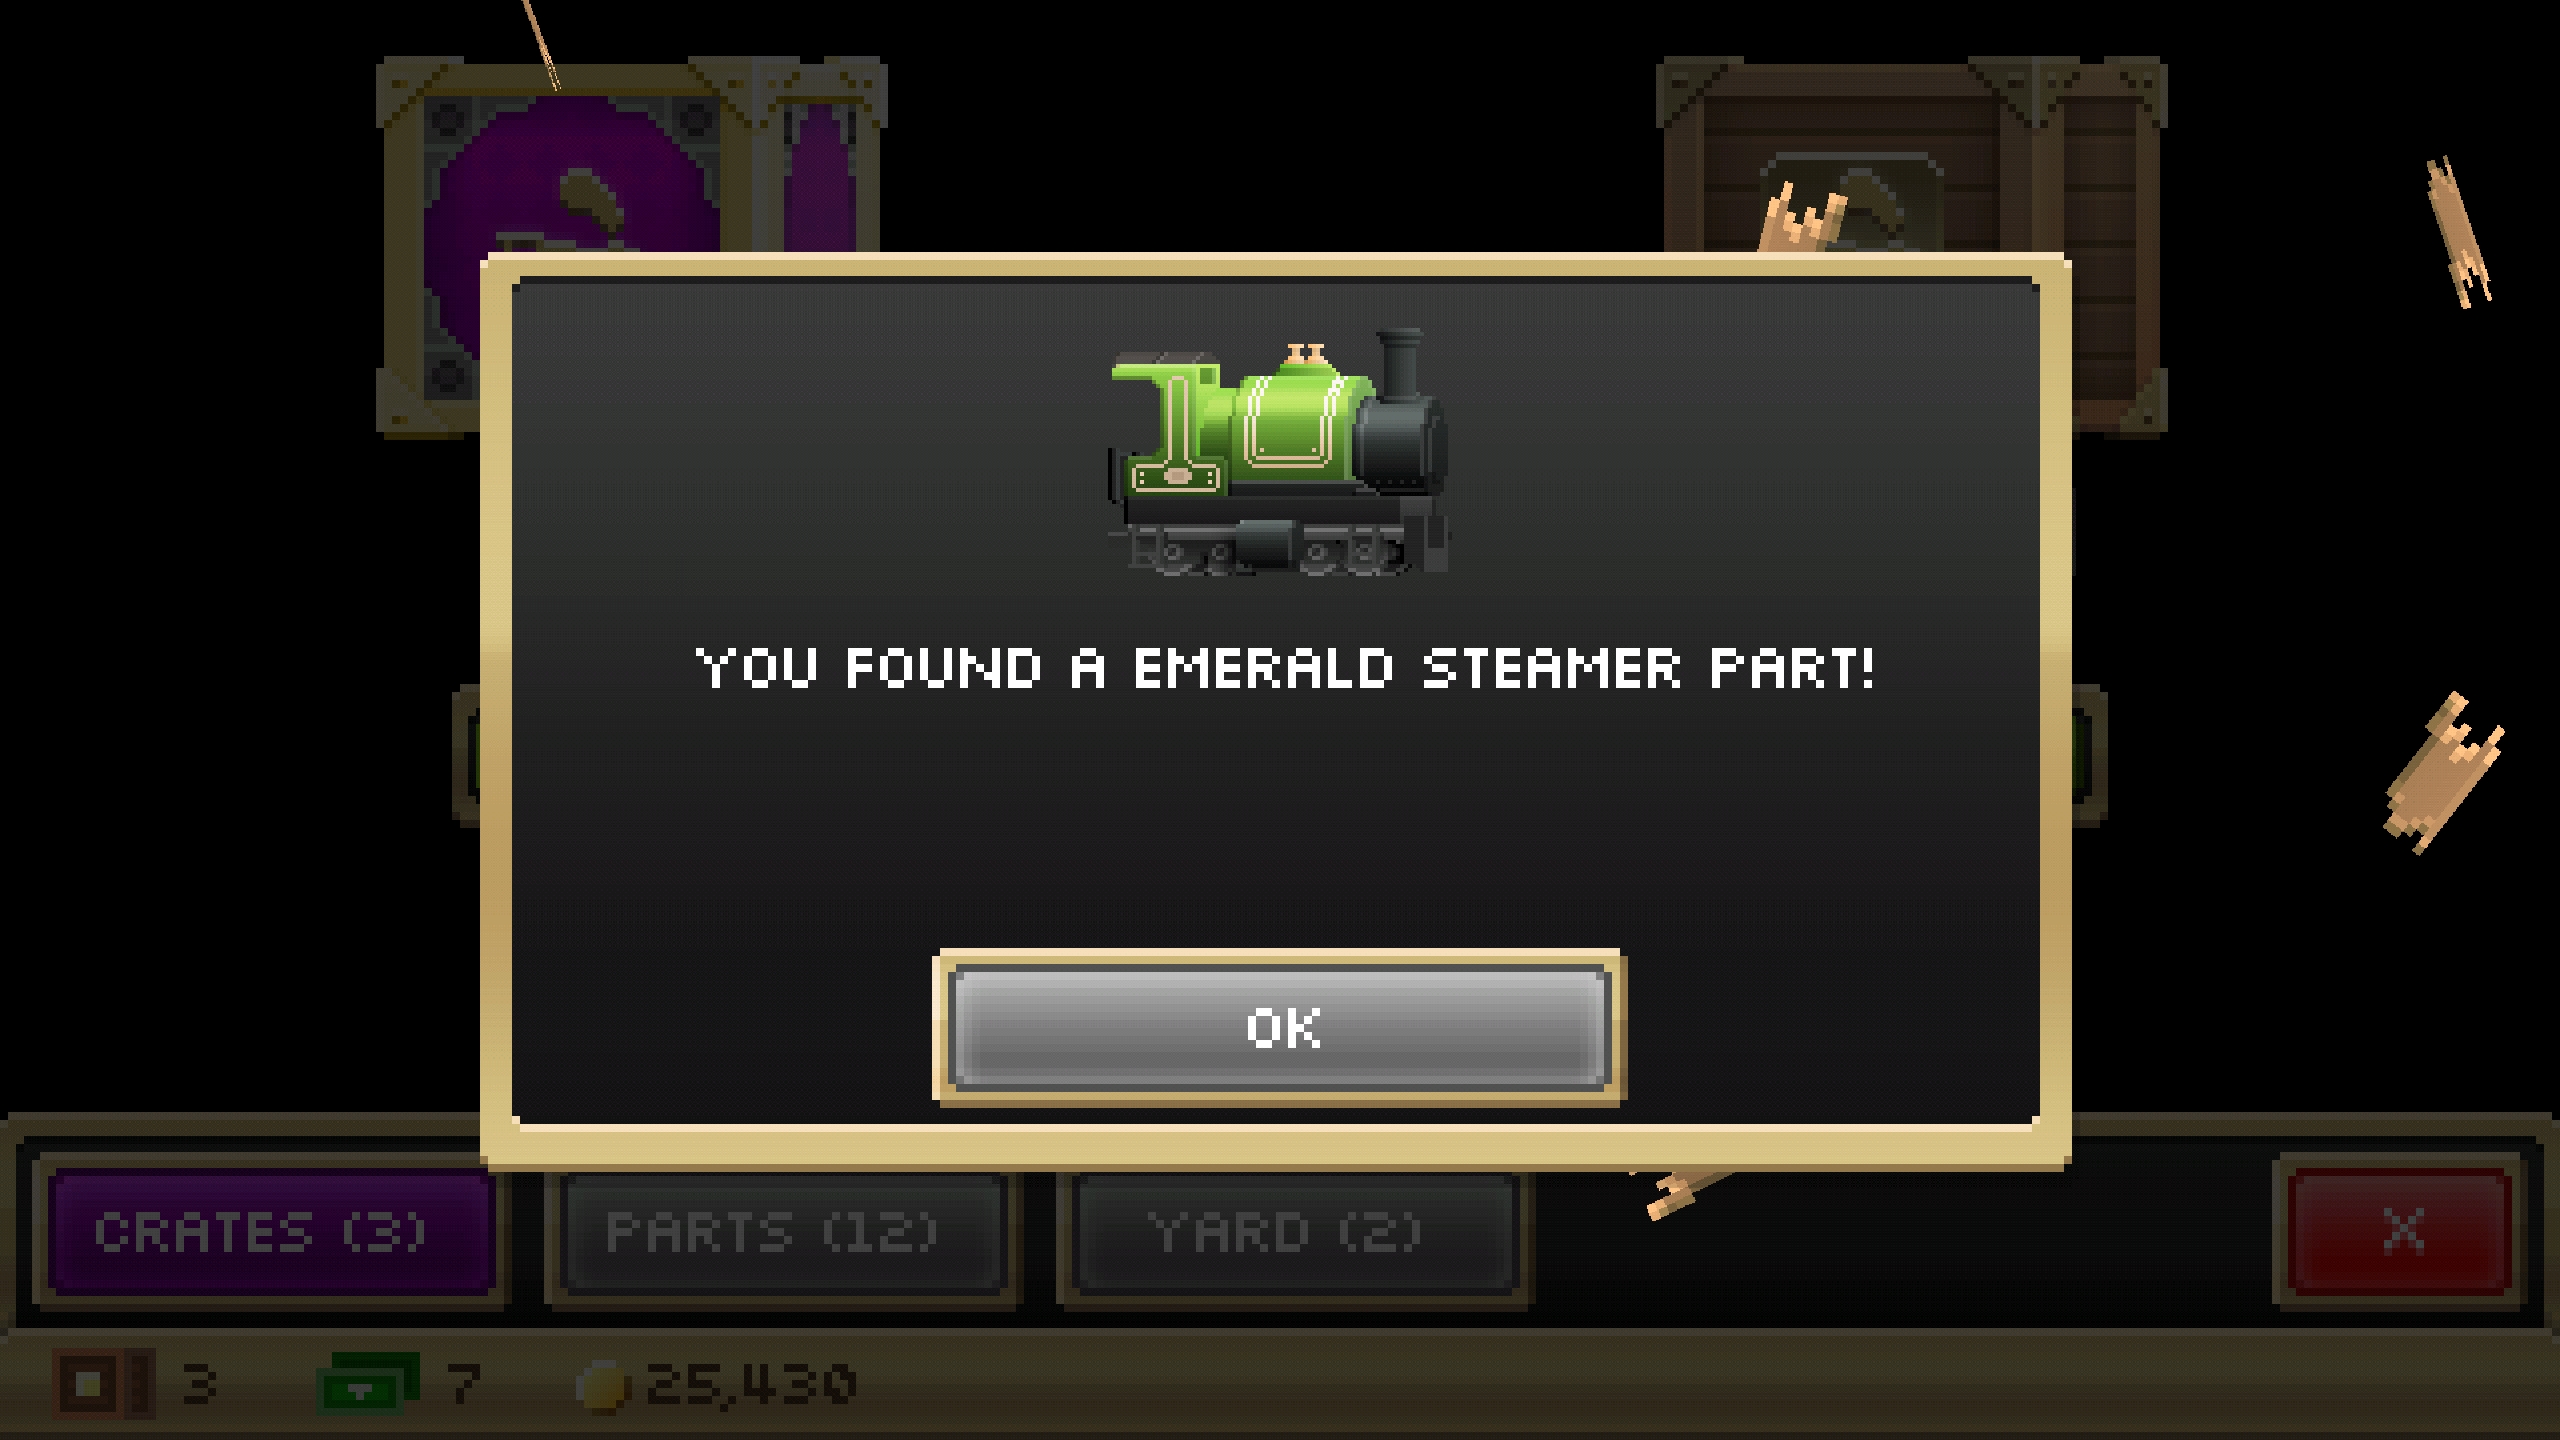 YOU FOUND A EMERALD STEAMER PART!
OK
CRATES (3)
PARTS (12)
YARD (2)
X
3
7
25,430